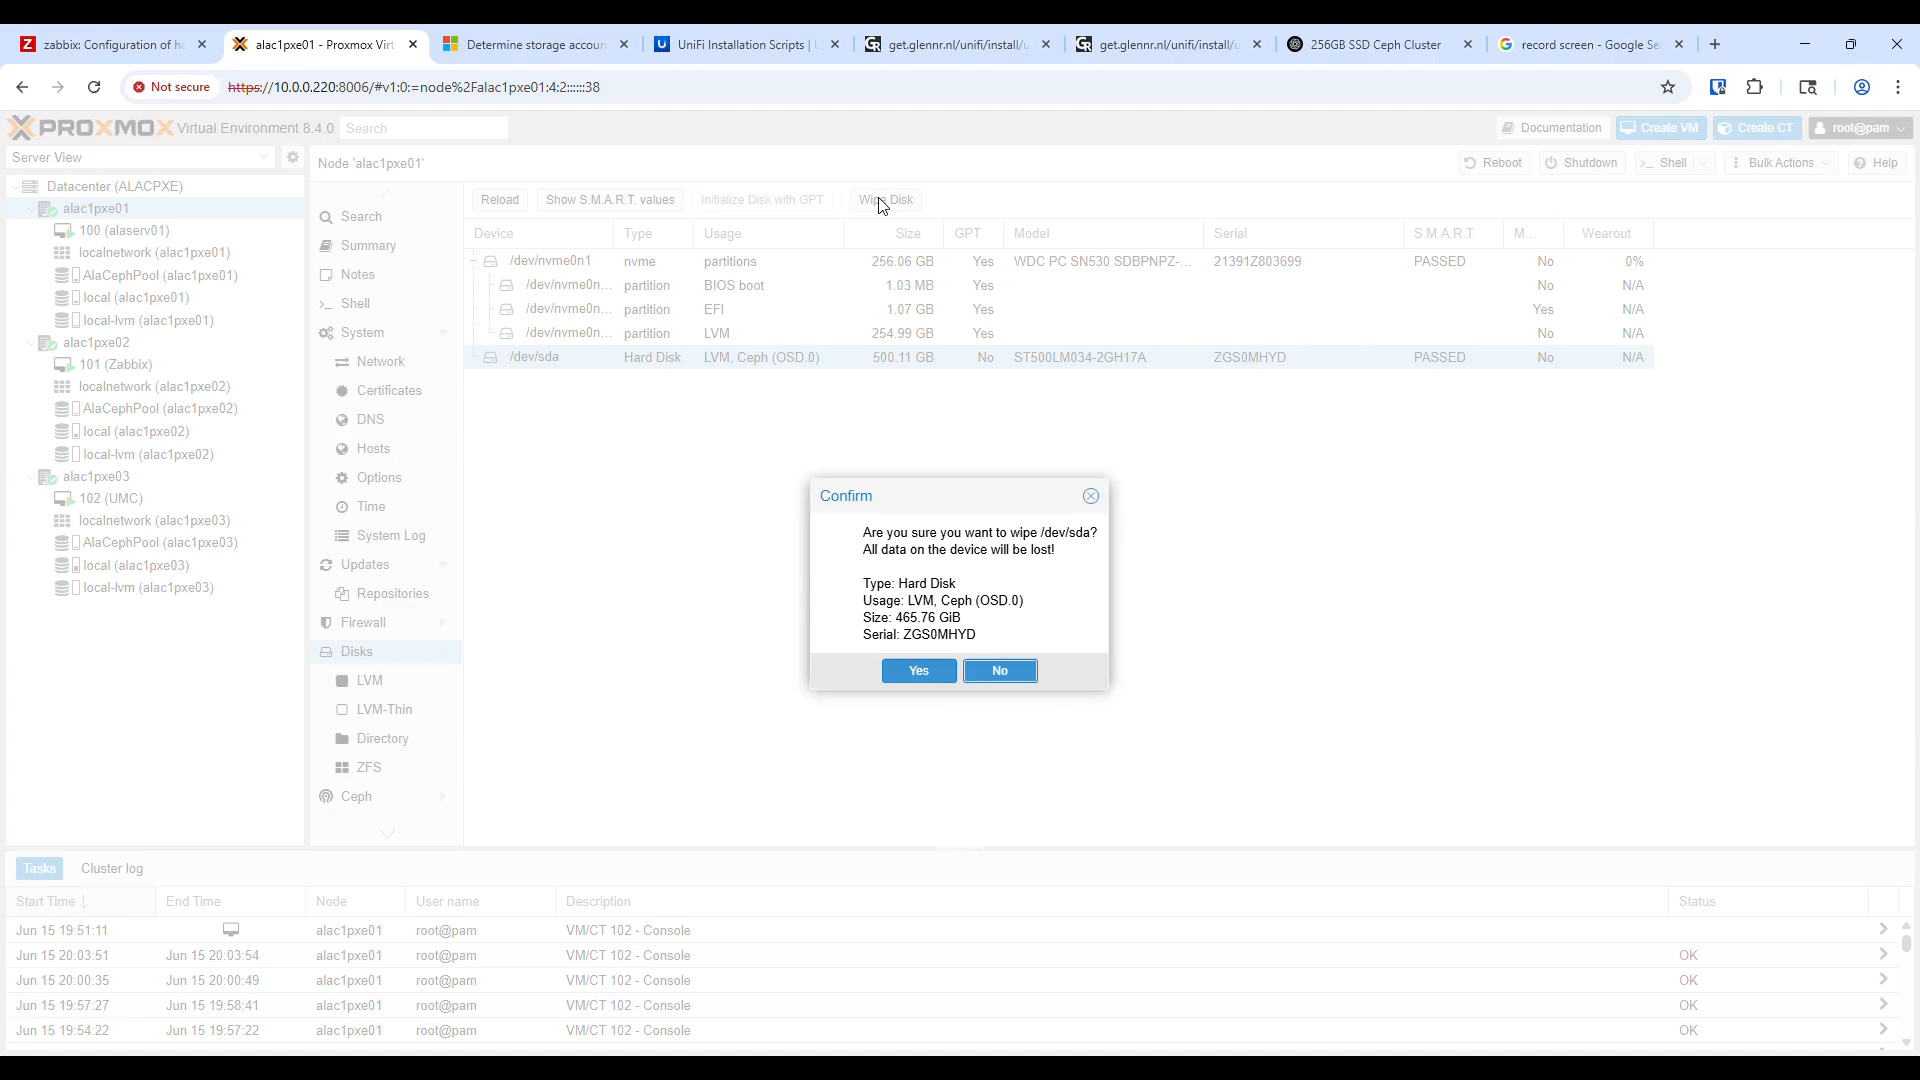 zabbix: Configuration of h
alac1pxe01 - Proxmox Virt
Determine storage accoun
UniFi Installation Scripts |
get.glennr.nl/unifi/install/u
get.glennr.nl/unifi/install/u
256GB SSD Ceph Cluster
record screen - Google Se
Not secure
https://10.0.0.220:8006/#v1:0:=node%2Falac1pxe01:4:2::::::38
PROXMOX Virtual Environment 8.4.0
Search
Documentation
Create VM
Create CT
root@pam
Server View
Node 'alac1pxe01'
Reboot
Shutdown
>_ Shell
Bulk Actions
Help
Datacenter (ALACPXE)
alac1pxe01
100 (alaserv01)
localnetwork (alac1pxe01)
AlaCephPool (alac1pxe01)
local (alac1pxe01)
local-lvm (alac1pxe01)
alac1pxe02
101 (Zabbix)
localnetwork (alac1pxe02)
AlaCephPool (alac1pxe02)
local (alac1pxe02)
local-lvm (alac1pxe02)
alac1pxe03
102 (UMC)
localnetwork (alac1pxe03)
AlaCephPool (alac1pxe03)
local (alac1pxe03)
local-lvm (alac1pxe03)
Search
Summary
Notes
>_ Shell
System
Network
Certificates
DNS
Hosts
Options
Time
System Log
Updates
Repositories
Firewall
Disks
LVM
LVM-Thin
Directory
ZFS
Ceph
Reload Show S.M.A.R.T. values Initialize Disk with GPT Wipe Disk
Device Type Usage Size GPT Model Serial S.M.A.R.T. M... Wearout
/dev/nvme0n1 nvme partitions 256.06 GB Yes WDC PC SN530 SDBPNPZ-... 21391Z803699 PASSED No 0%
/dev/nvme0n... partition BIOS boot 1.03 MB Yes No N/A
/dev/nvme0n... partition EFI 1.07 GB Yes Yes N/A
/dev/nvme0n... partition LVM 254.99 GB Yes No N/A
/dev/sda Hard Disk LVM, Ceph (OSD.0) 500.11 GB No ST500LM034-2GH17A ZGS0MHYD PASSED No N/A
Confirm
Are you sure you want to wipe /dev/sda?
All data on the device will be lost!
Type: Hard Disk
Usage: LVM, Ceph (OSD.0)
Size: 465.76 GiB
Serial: ZGS0MHYD
Yes No
Tasks Cluster log
Start Time End Time Node User name Description Status
Jun 15 19:51:11 alac1pxe01 root@pam VM/CT 102 - Console
Jun 15 20:03:51 Jun 15 20:03:54 alac1pxe01 root@pam VM/CT 102 - Console OK
Jun 15 20:00:35 Jun 15 20:00:49 alac1pxe01 root@pam VM/CT 102 - Console OK
Jun 15 19:57:27 Jun 15 19:58:41 alac1pxe01 root@pam VM/CT 102 - Console OK
Jun 15 19:54:22 Jun 15 19:57:22 alac1pxe01 root@pam VM/CT 102 - Console OK